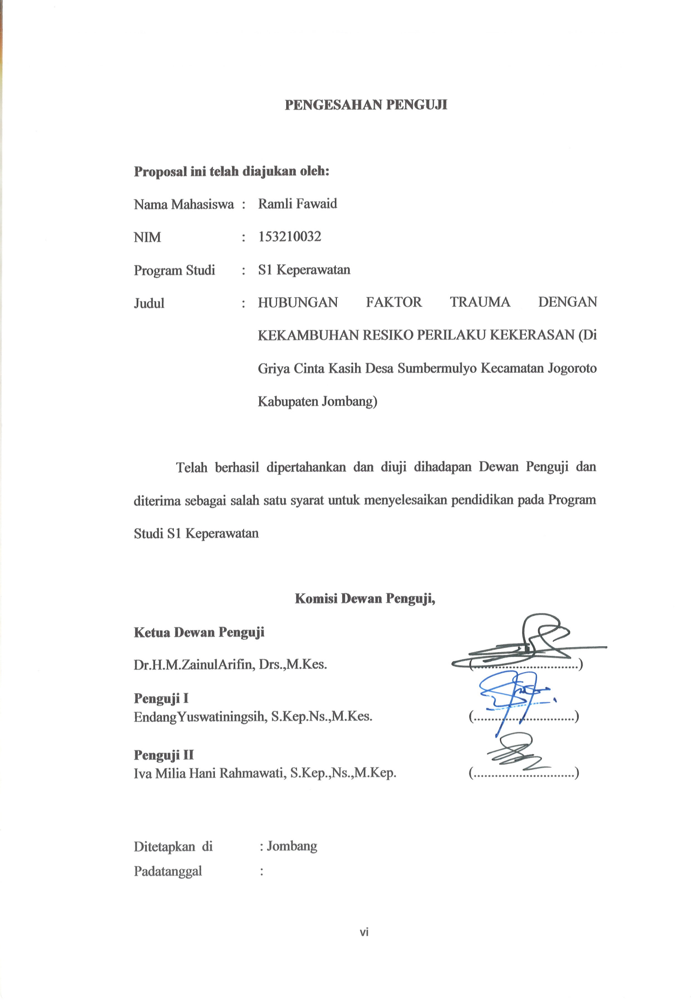 PENGESAHAN PENGUJI
Proposal ini telah diajukan oleh:
Nama Mahasiswa : Ramli Fawaid
NIM : 153210032
Program Studi : S1 Keperawatan
Judul : HUBUNGAN FAKTOR TRAUMA DENGAN
KEKAMBUHAN RESIKO PERILAKU KEKERASAN (Di
Griya Cinta Kasih Desa Sumbermulyo Kecamatan Jogoroto
Kabupaten Jombang)
Telah berhasil dipertahankan dan diuji dihadapan Dewan Penguji dan
diterima sebagai salah satu syarat untuk menyelesaikan pendidikan pada Program
Studi S1 Keperawatan
Komisi Dewan Penguji,
Ketua Dewan Penguji
Dr.H.M.ZainulArifin, Drs.,M.Kes. (.............................)
Penguji I
EndangYuswatiningsih, S.Kep.Ns.,M.Kes. (............................)
Penguji II
Iva Milia Hani Rahmawati, S.Kep.,Ns.,M.Kep. (............................)
Ditetapkan di : Jombang
Padatanggal :
vi